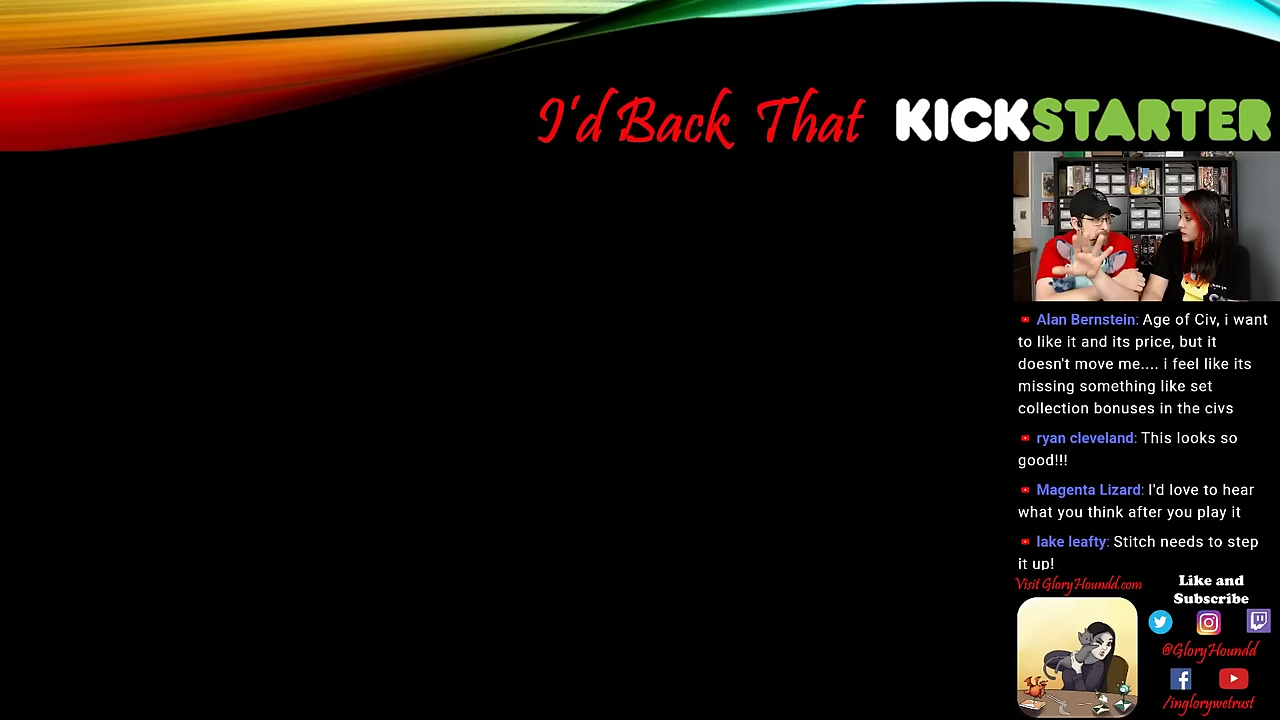 I'd Back That KICKSTARTER
Alan Bernstein: Age of Civ, i want
to like it and its price, but it
doesn't move me.... i feel like its
missing something like set
collection bonuses in the civs
ryan cleveland: This looks so
good!!!
Magenta Lizard: I'd love to hear
what you think after you play it
lake leafty: Stitch needs to step
it up!
Visit GloryHoundd.com
Like and
Subscribe
@GloryHoundd
/inglorywetrust